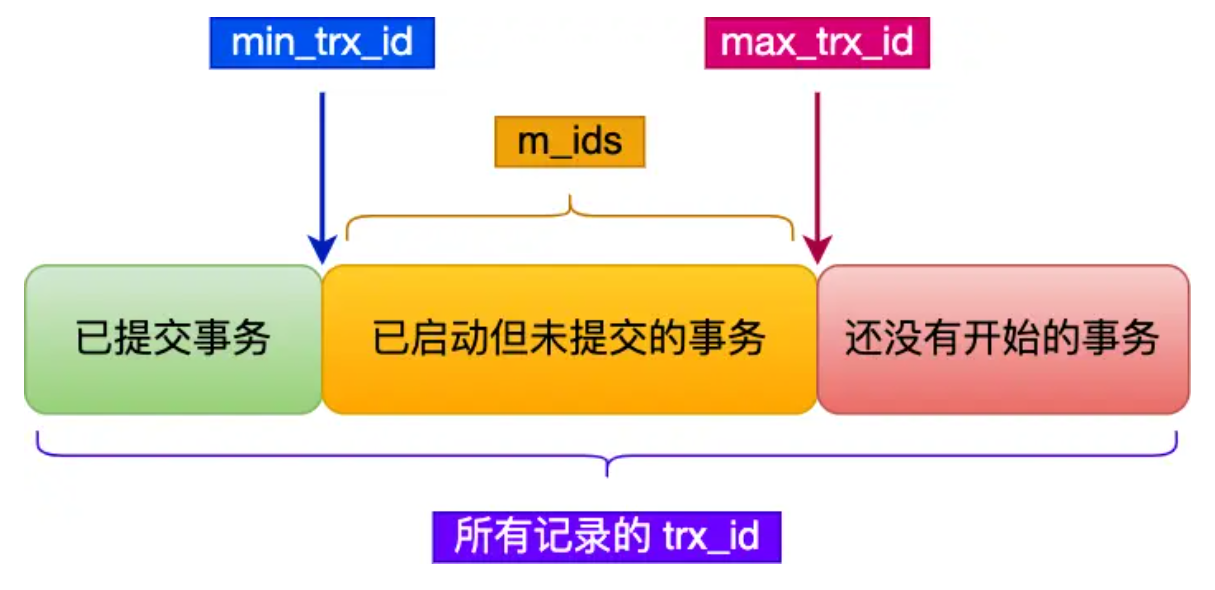 min_trx_id
max_trx_id
m_ids
已提交事务
已启动但未提交的事务
还没有开始的事务
所有记录的 trx_id